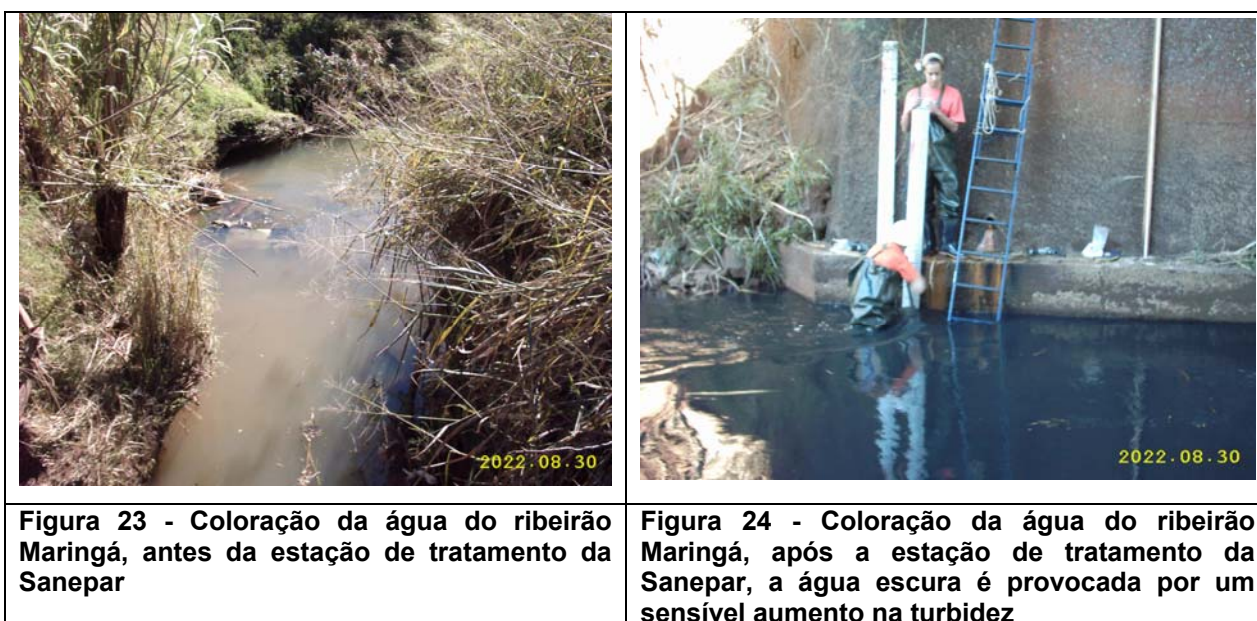 2022.08.30
2022.08.30
Figura 23 - Coloração da água do ribeirão
Maringá, antes da estação de tratamento da
Sanepar
Figura 24 - Coloração da água do ribeirão
Maringá, após a estação de tratamento da
Sanepar, a água escura é provocada por um
sensível aumento na turbidez